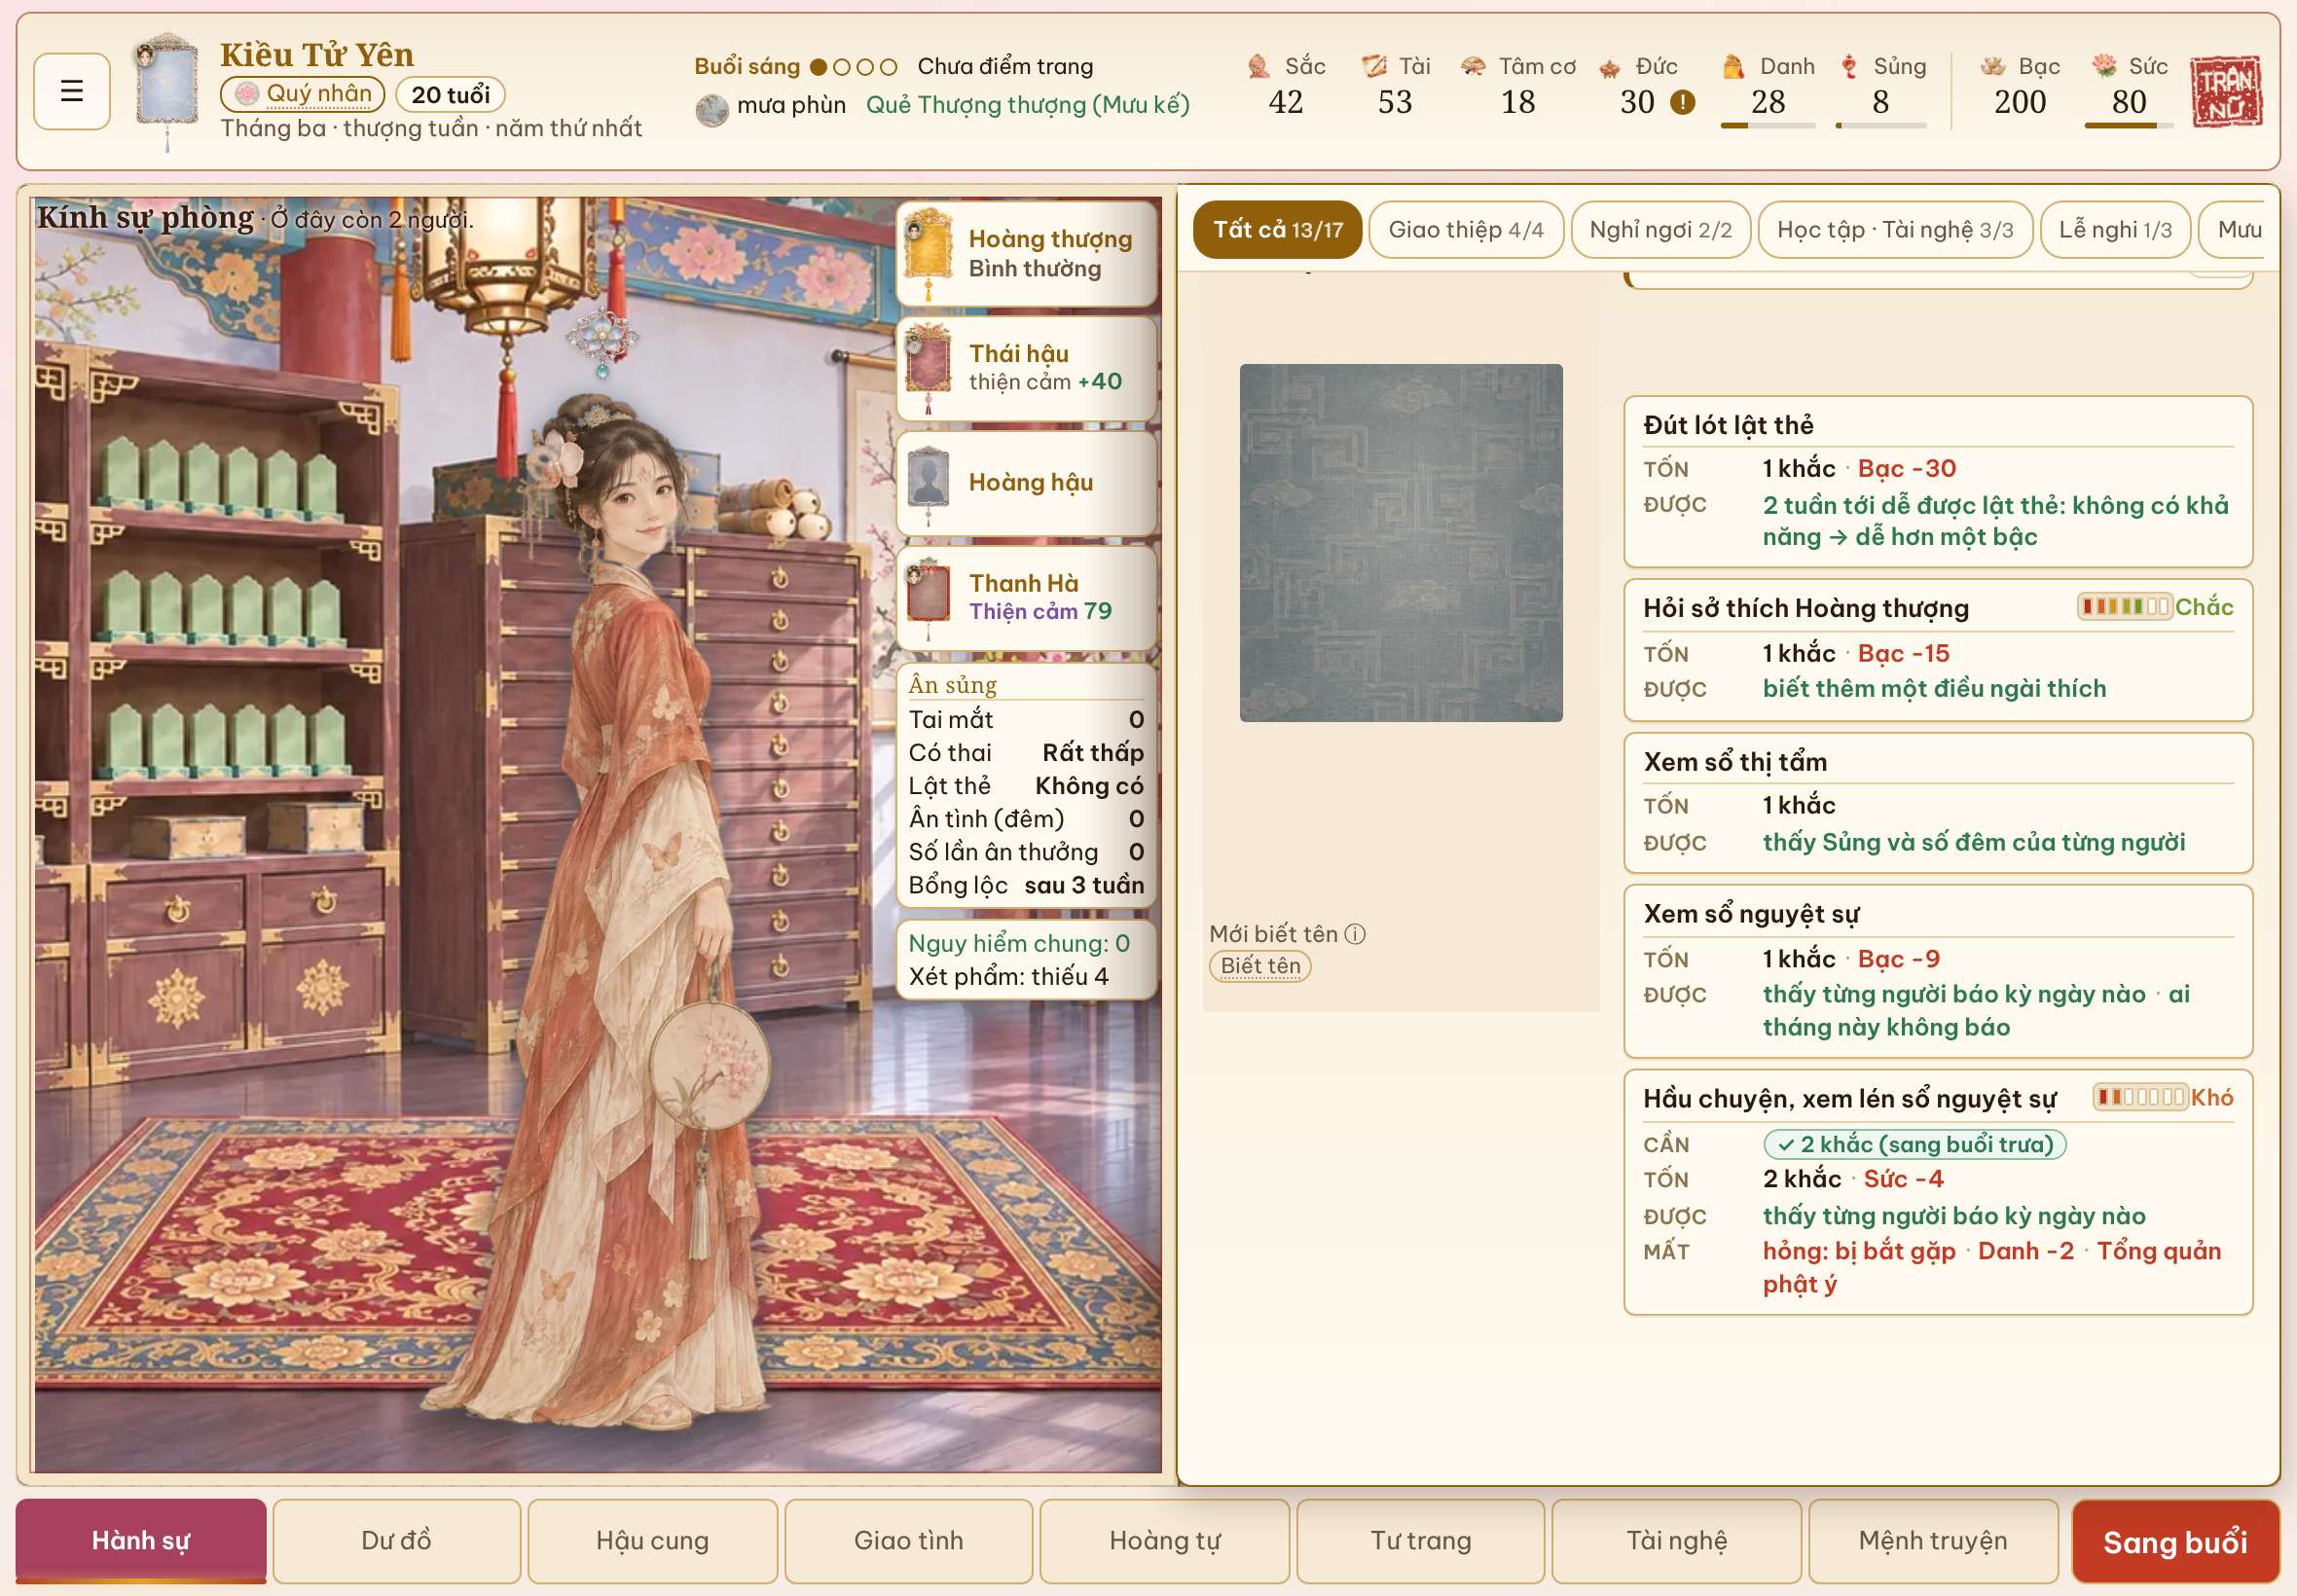 ☰
Kiều Tử Yên
Quý nhân
20 tuổi
Tháng ba · thượng tuần · năm thứ nhất
Buổi sáng
Chưa điểm trang
mưa phùn
Quẻ Thượng thượng (Mưu kế)
Sắc
42
Tài
53
Tâm cơ
18
Đức
30 !
Danh
28
Sủng
8
Bạc
200
Sức
80
TRÂN
NỮ
Kính sự phòng · Ở đây còn 2 người.
Hoàng thượng
Bình thường
Thái hậu
thiện cảm +40
Hoàng hậu
Thanh Hà
Thiện cảm 79
Ân sủng
Tai mắt 0
Có thai Rất thấp
Lật thẻ Không có
Ân tình (đêm) 0
Số lần ân thưởng 0
Bổng lộc sau 3 tuần
Nguy hiểm chung: 0
Xét phẩm: thiếu 4
Tất cả 13/17
Giao thiệp 4/4
Nghỉ ngơi 2/2
Học tập · Tài nghệ 3/3
Lễ nghi 1/3
Mưu
Mới biết tên ⓘ
Biết tên
Đút lót lật thẻ
TỐN 1 khắc · Bạc -30
ĐƯỢC 2 tuần tới dễ được lật thẻ: không có khả
năng → dễ hơn một bậc
Hỏi sở thích Hoàng thượng Chắc
TỐN 1 khắc · Bạc -15
ĐƯỢC biết thêm một điều ngài thích
Xem sổ thị tẩm
TỐN 1 khắc
ĐƯỢC thấy Sủng và số đêm của từng người
Xem sổ nguyệt sự
TỐN 1 khắc · Bạc -9
ĐƯỢC thấy từng người báo kỳ ngày nào · ai
tháng này không báo
Hầu chuyện, xem lén sổ nguyệt sự Khó
CẦN ✓ 2 khắc (sang buổi trưa)
TỐN 2 khắc · Sức -4
ĐƯỢC thấy từng người báo kỳ ngày nào
MẤT hỏng: bị bắt gặp · Danh -2 · Tổng quản
phật ý
Hành sự
Dư đồ
Hậu cung
Giao tình
Hoàng tự
Tư trang
Tài nghệ
Mệnh truyện
Sang buổi